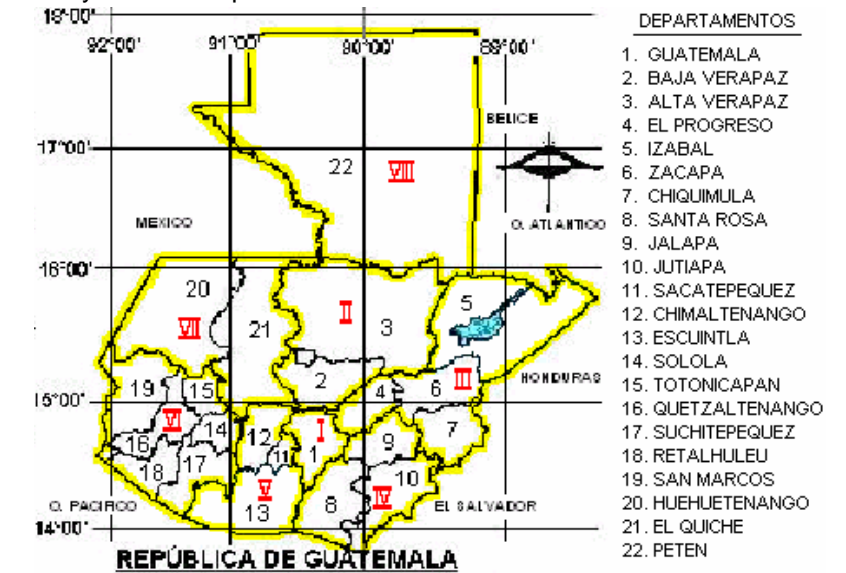 18°00'
92°00' 91°00' 90°00' 89°00'
BELICE
17°00'
22 VIII
MEXICO
O. ATLANTICO
16°00'
20 5
II
VII 21 3
2 III HONDURAS
19 15 4 6
15°00'
VI 14 12 I 9 7
16 11 1
18 17 10
V IV
O. PACIFICO 13 8 EL SALVADOR
14°00'
REPÚBLICA DE GUATEMALA
DEPARTAMENTOS
1. GUATEMALA
2. BAJA VERAPAZ
3. ALTA VERAPAZ
4. EL PROGRESO
5. IZABAL
6. ZACAPA
7. CHIQUIMULA
8. SANTA ROSA
9. JALAPA
10. JUTIAPA
11. SACATEPEQUEZ
12. CHIMALTENANGO
13. ESCUINTLA
14. SOLOLA
15. TOTONICAPAN
16. QUETZALTENANGO
17. SUCHITEPEQUEZ
18. RETALHULEU
19. SAN MARCOS
20. HUEHUETENANGO
21. EL QUICHE
22. PETEN